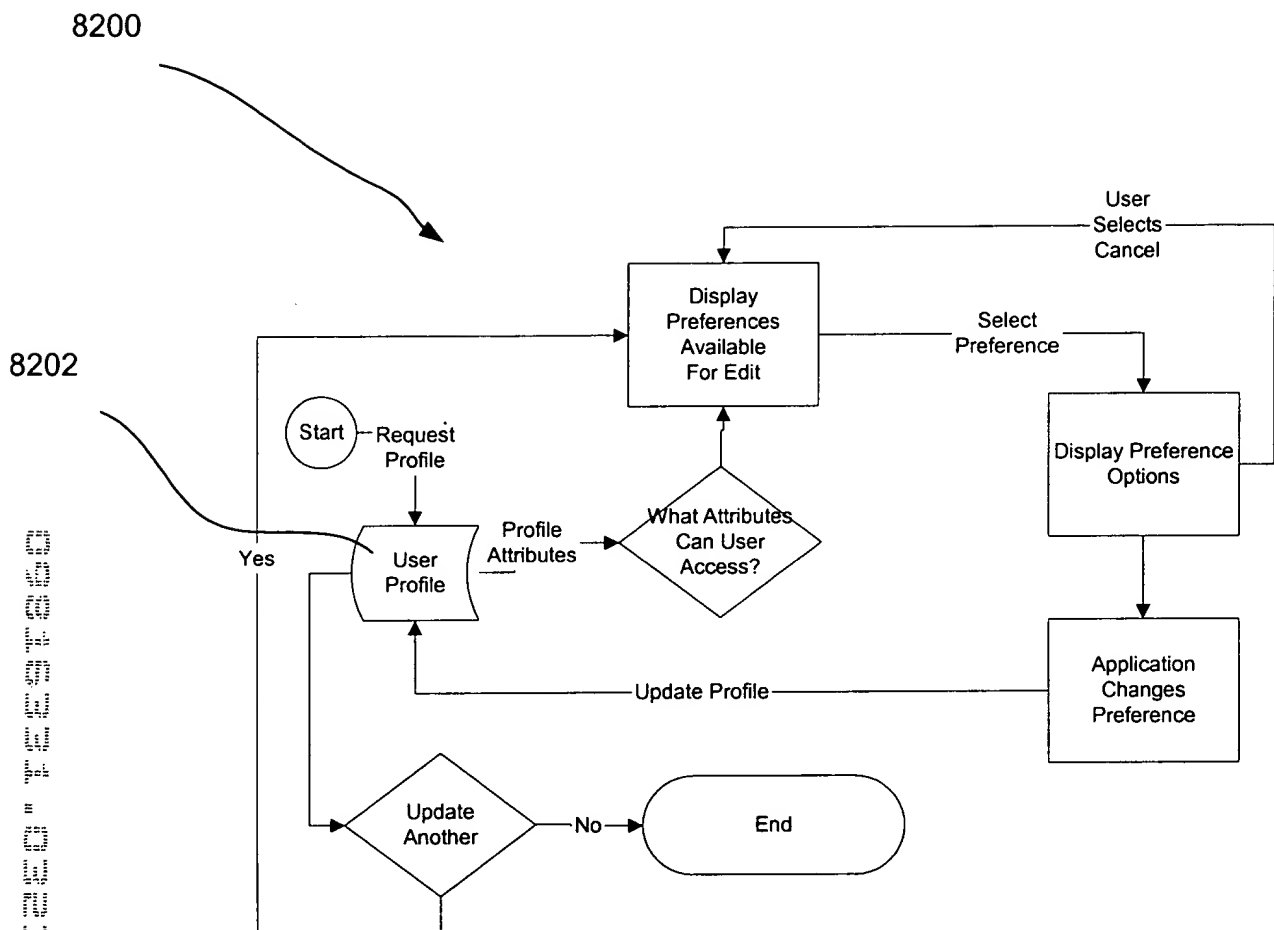 8200
User
Selects
Cancel
Display
Preferences
Available
For Edit
Select
Preference
8202
Start
Request
Profile
Display Preference
Options
What Attributes
Can User
Access?
Profile
Attributes
User
Profile
Yes
Application
Changes
Preference
Update Profile
Update
Another
No
End